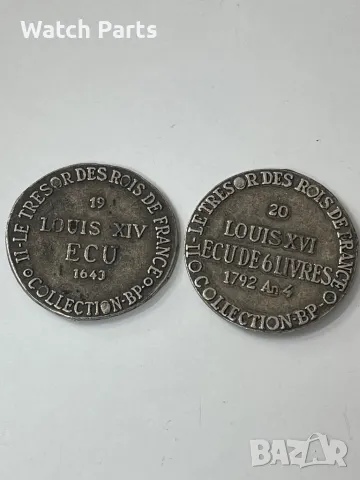 Watch Parts
II-LE TRESOR DES ROIS DE FRANCE
19
LOUIS XIV
ECU
1643
COLLECTION-BP-
II-LE TRESOR DES ROIS DE FRANCE
20
LOUIS XVI
ECU DE 6 LIVRES
1792 An 4
COLLECTION-BP-
BAZAR
bg